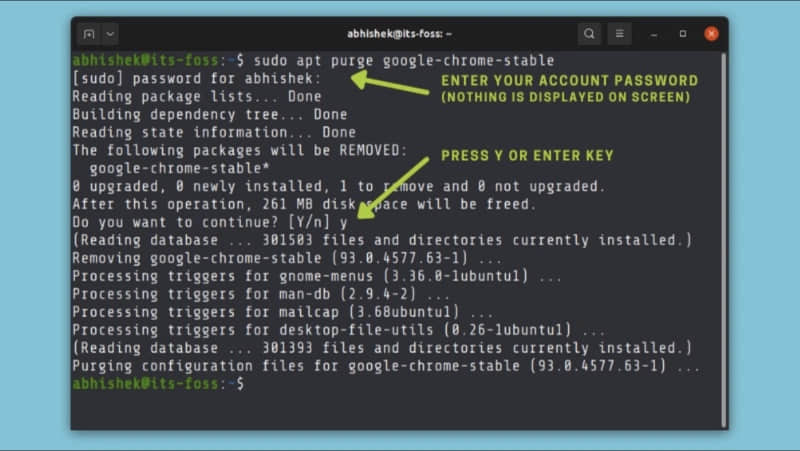 abhishek@its-foss: ~
abhishek@its-foss:~$ sudo apt purge google-chrome-stable
[sudo] password for abhishek:
ENTER YOUR ACCOUNT PASSWORD
(NOTHING IS DISPLAYED ON SCREEN)
Reading package lists... Done
Building dependency tree... Done
Reading state information... Done
The following packages will be REMOVED:
PRESS Y OR ENTER KEY
google-chrome-stable*
0 upgraded, 0 newly installed, 1 to remove and 0 not upgraded.
After this operation, 261 MB disk space will be freed.
Do you want to continue? [Y/n] y
(Reading database ... 301503 files and directories currently installed.)
Removing google-chrome-stable (93.0.4577.63-1) ...
Processing triggers for gnome-menus (3.36.0-1ubuntu1) ...
Processing triggers for man-db (2.9.4-2) ...
Processing triggers for mailcap (3.68ubuntu1) ...
Processing triggers for desktop-file-utils (0.26-1ubuntu1) ...
(Reading database ... 301393 files and directories currently installed.)
Purging configuration files for google-chrome-stable (93.0.4577.63-1) ...
abhishek@its-foss:~$